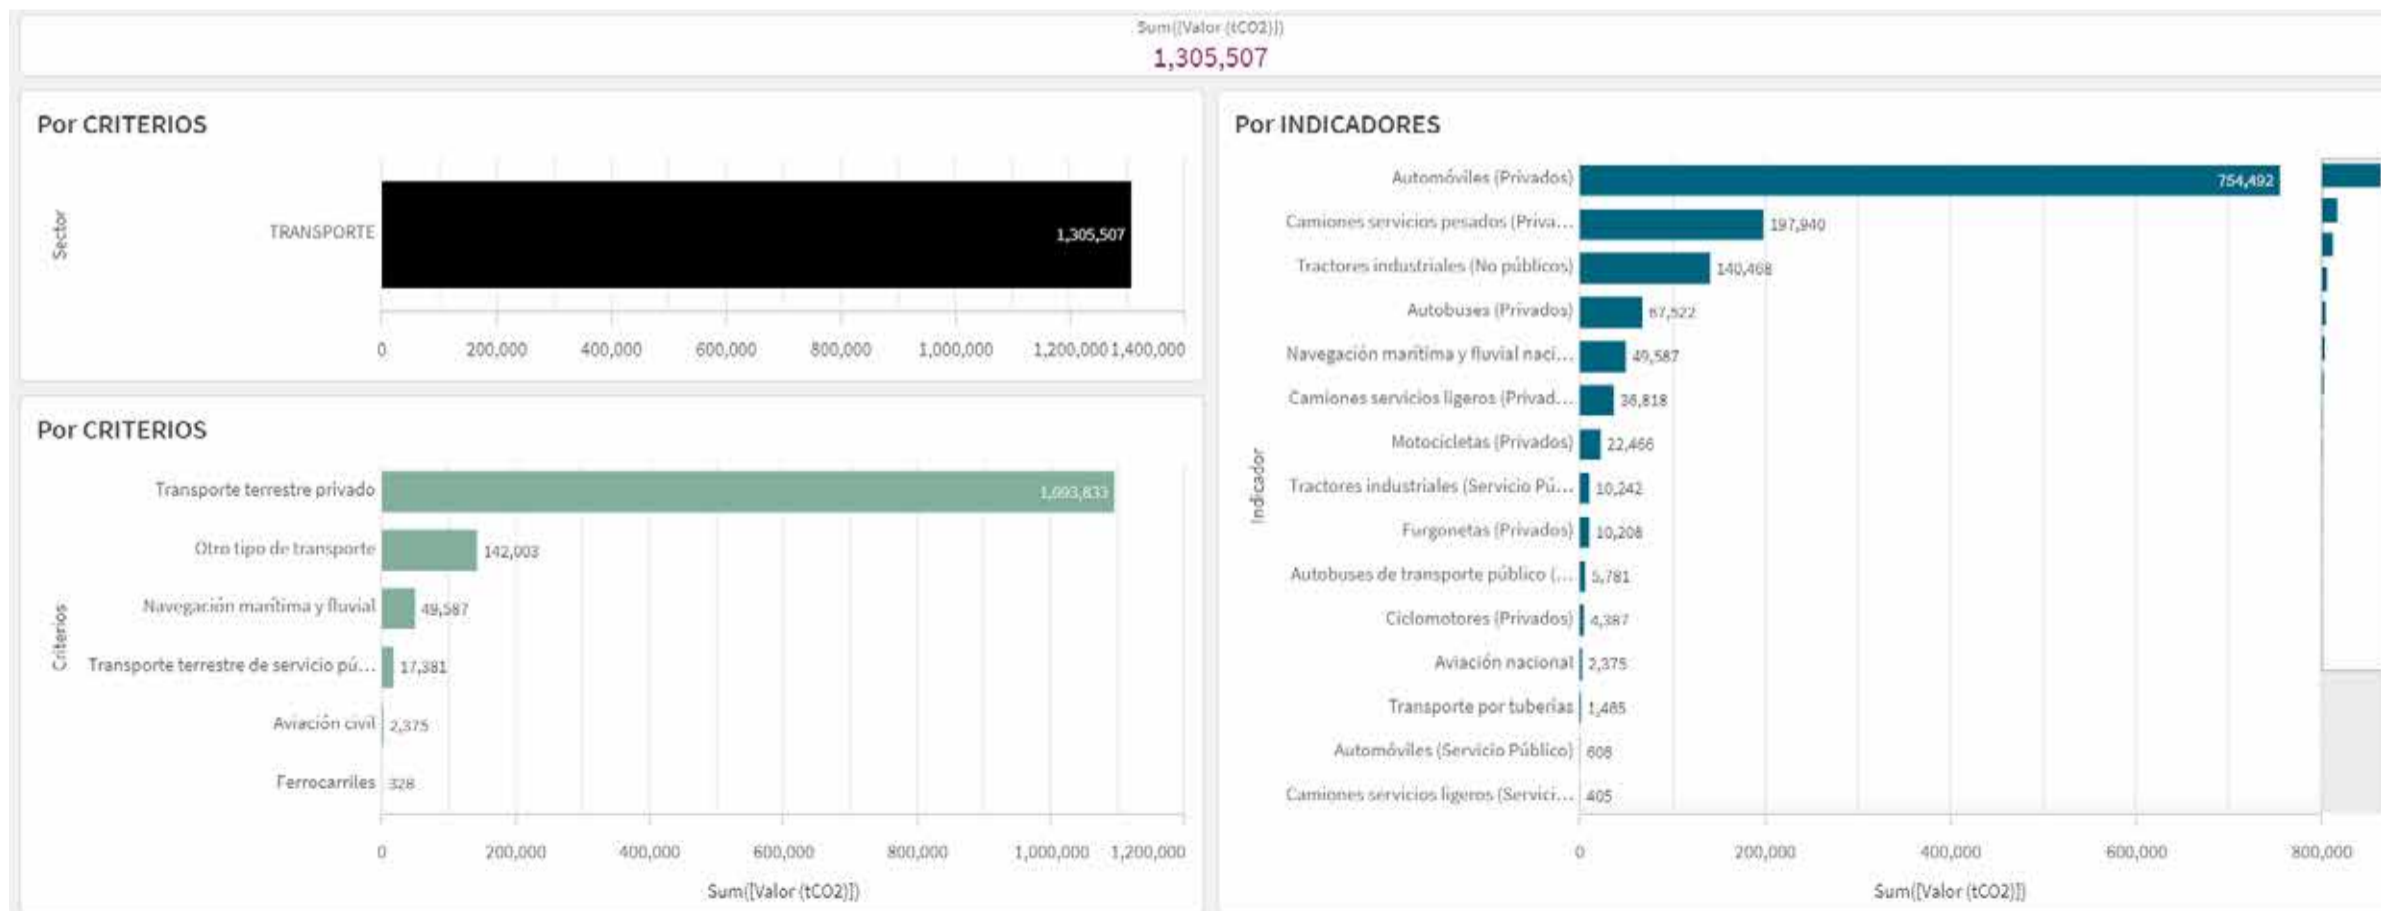 Sum([Valor (tCO2)])
1,305,507
Por CRITERIOS
Sector
TRANSPORTE
1,305,507
0 200,000 400,000 600,000 800,000 1,000,000 1,200,000 1,400,000
Por CRITERIOS
Criterios
Transporte terrestre privado 1,093,833
Otro tipo de transporte 142,003
Navegación marítima y fluvial 49,587
Transporte terrestre de servicio pú... 17,381
Aviación civil 2,375
Ferrocarriles 328
0 200,000 400,000 600,000 800,000 1,000,000 1,200,000
Sum([Valor (tCO2)])
Por INDICADORES
Indicador
Automóviles (Privados) 754,492
Camiones servicios pesados (Priva... 197,940
Tractores industriales (No públicos) 140,468
Autobuses (Privados) 67,522
Navegación marítima y fluvial naci... 49,587
Camiones servicios ligeros (Privad... 36,818
Motocicletas (Privados) 22,466
Tractores industriales (Servicio Pú... 10,242
Furgonetas (Privados) 10,208
Autobuses de transporte público (... 5,781
Ciclomotores (Privados) 4,387
Aviación nacional 2,375
Transporte por tuberías
Automóviles (Servicio Público)
Camiones servicios ligeros (Servici... 405
0 200,000 400,000 600,000 800,000
Sum([Valor (tCO2)])